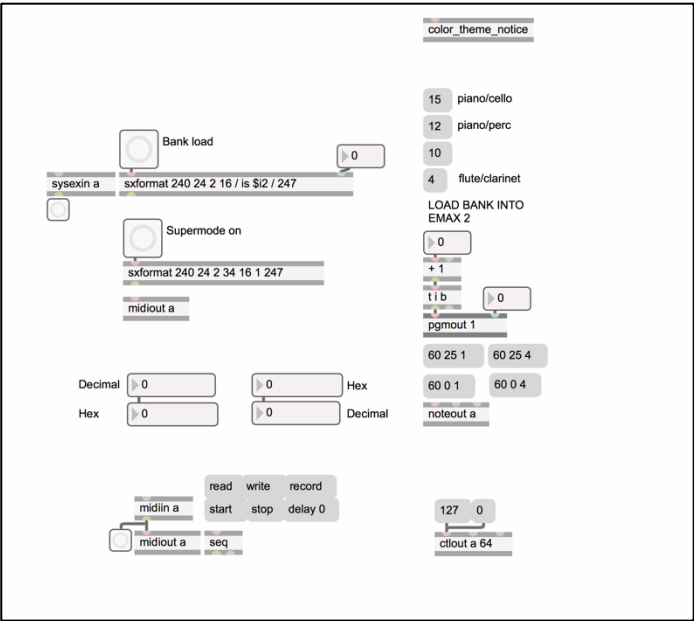 color_theme_notice
15 piano/cello
12 piano/perc
10
4 flute/clarinet
LOAD BANK INTO
EMAX 2
0
+ 1
t i b
0
pgmout 1
60 25 1 60 25 4
60 0 1 60 0 4
noteout a
Bank load
0
sysexin a sxformat 240 24 2 16 / is $i2 / 247
Supermode on
sxformat 240 24 2 34 16 1 247
midiout a
Decimal 0 0 Hex
Hex 0 0 Decimal
read write record
midiin a start stop delay 0
midiout a seq
127 0
ctlout a 64